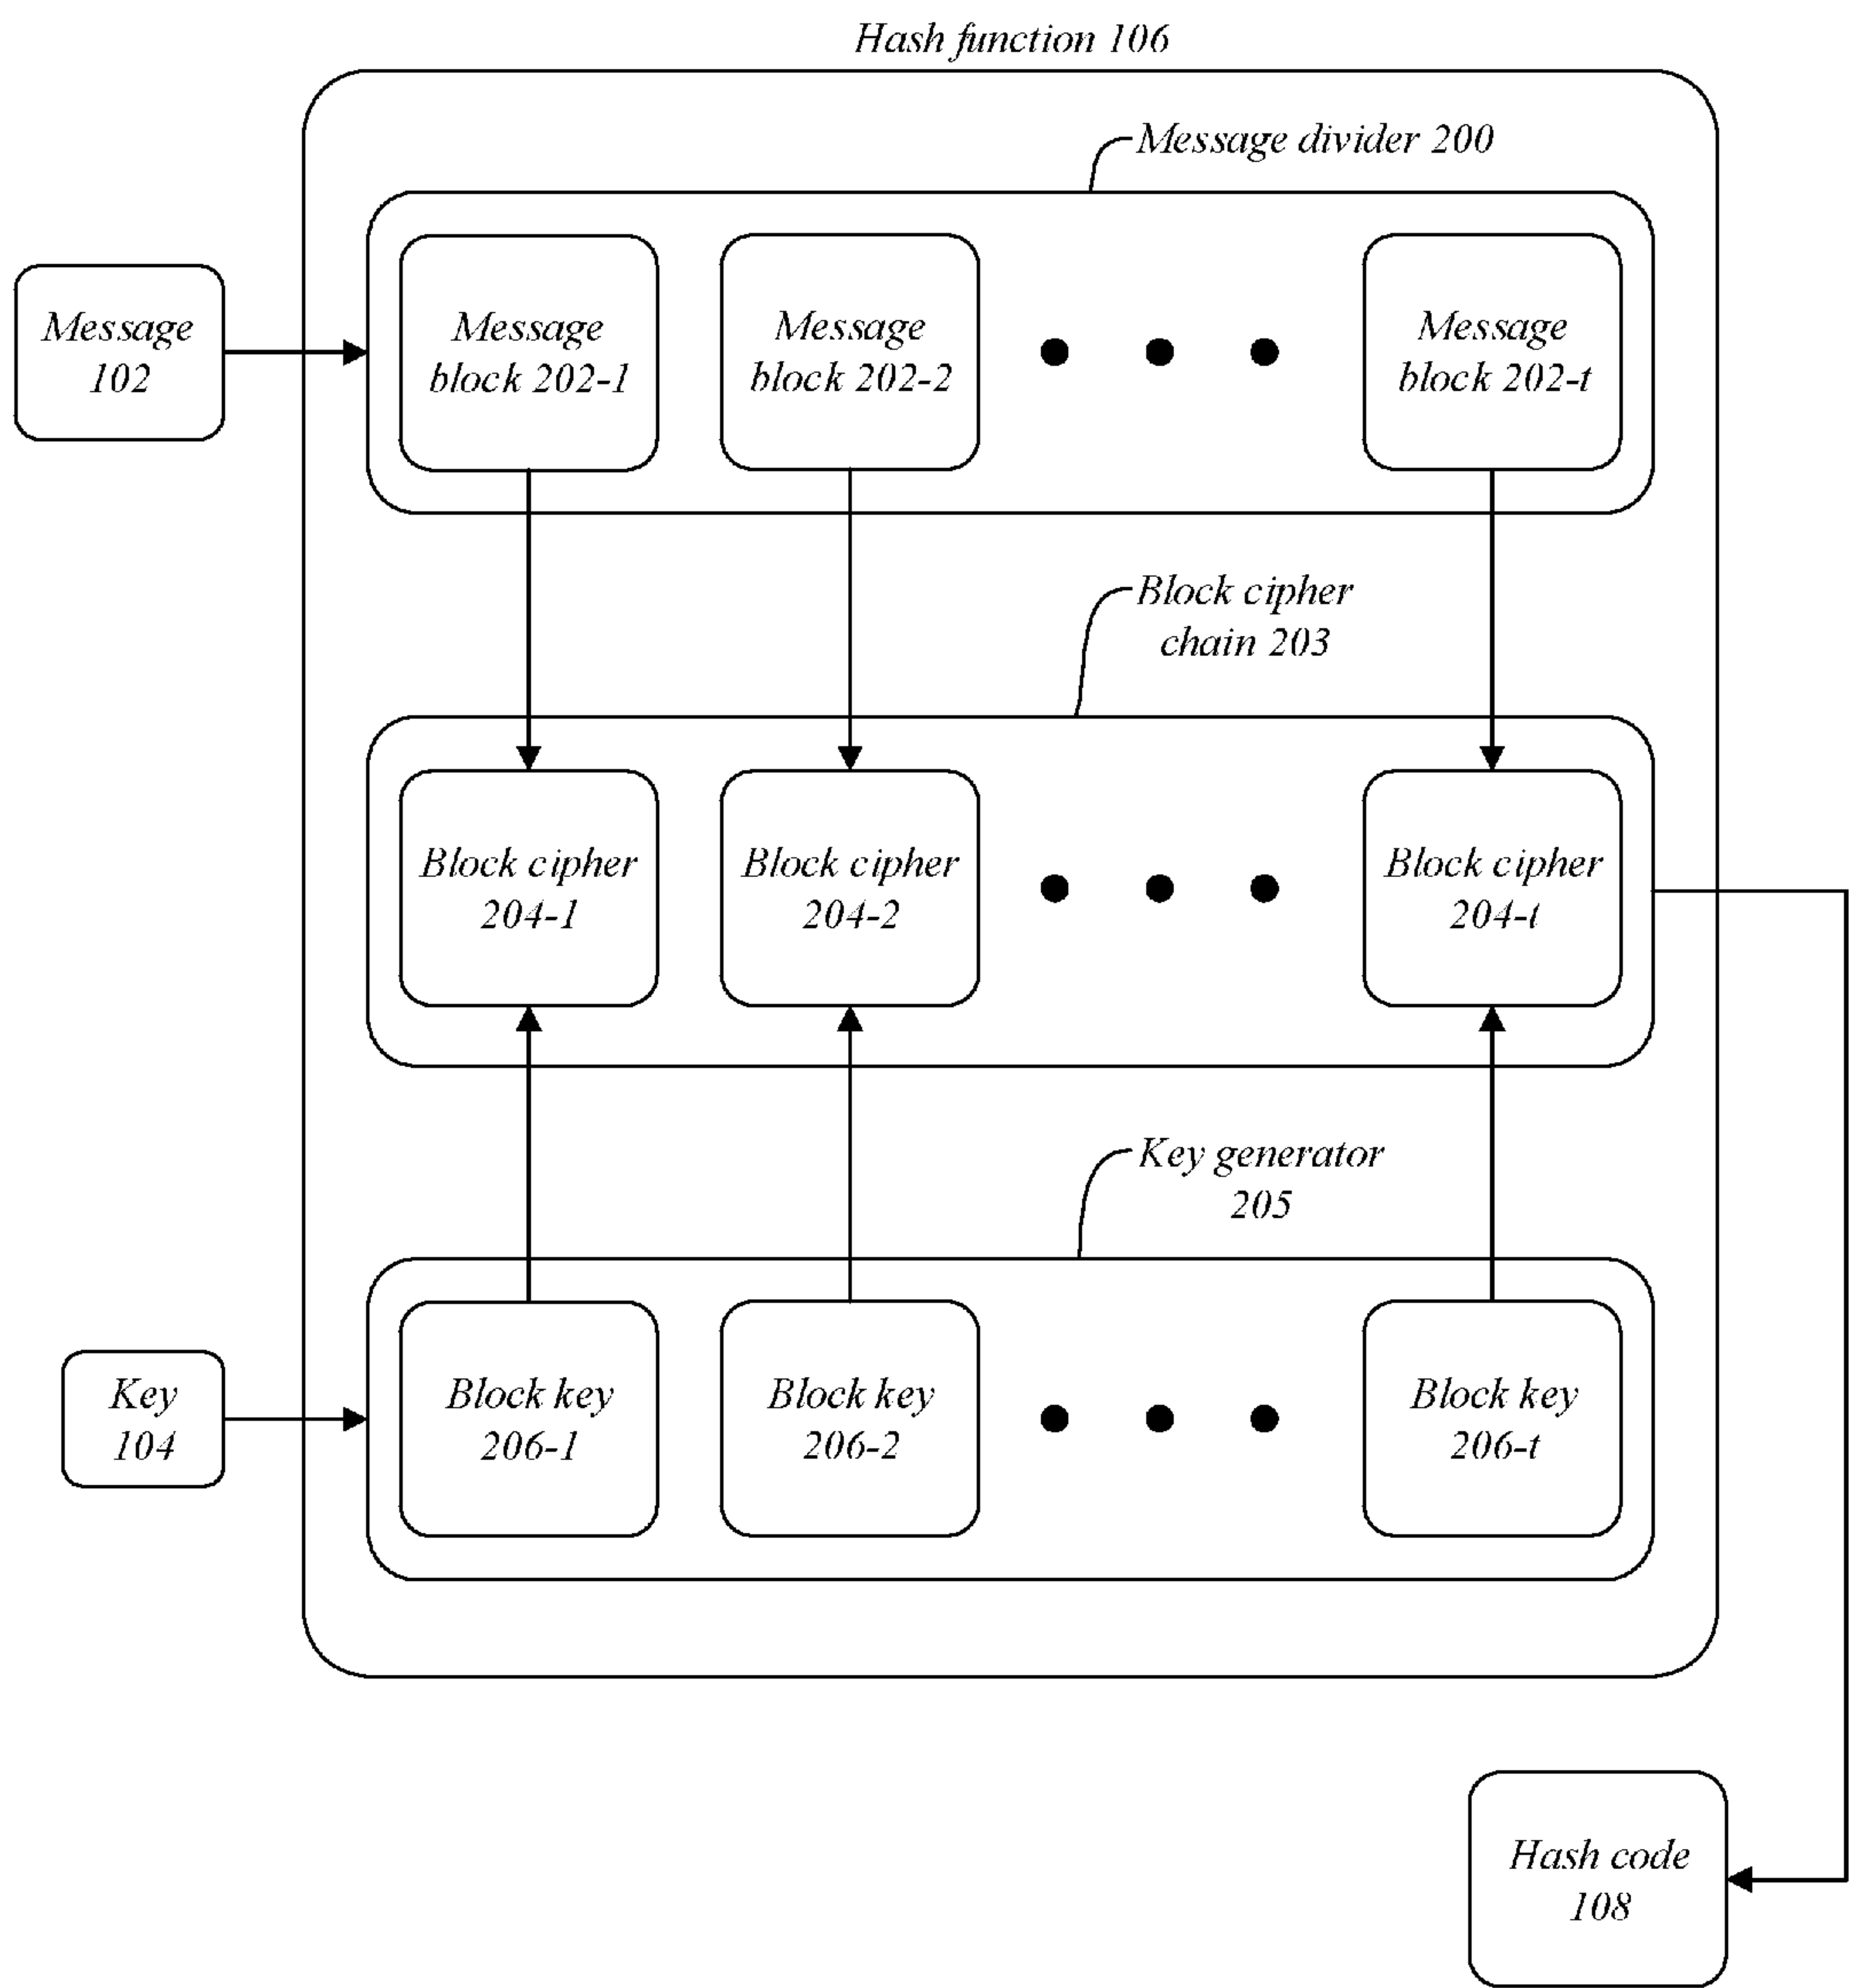 Hash function 106
Message divider 200
Message
102
Message
block 202-1
Message
block 202-2
Message
block 202-t
Block cipher
chain 203
Block cipher
204-1
Block cipher
204-2
Block cipher
204-t
Key generator
205
Key
104
Block key
206-1
Block key
206-2
Block key
206-t
Hash code
108